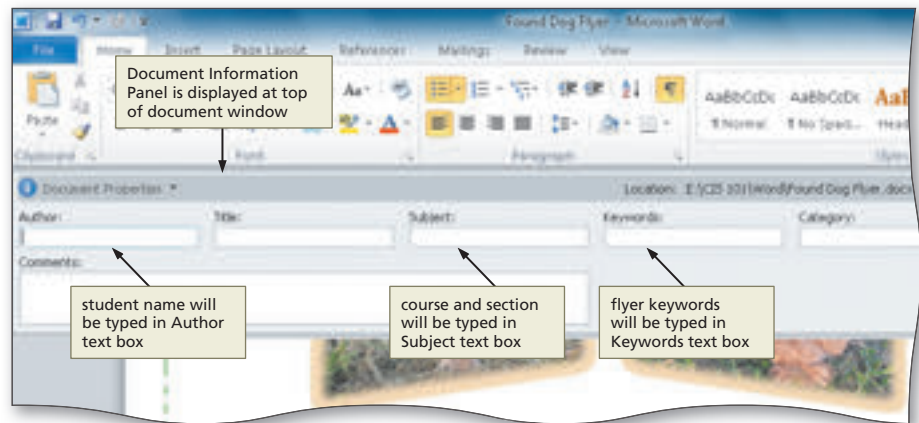 Found Dog Flyer - Microsoft Word
File Home Insert Page Layout References Mailings Review View
Document Information
Panel is displayed at top
of document window
Paste
AaBbCcDc AaBbCcDc
¶ Normal ¶ No Spaci...
Clipboard Font Paragraph
Document Properties
Location: E:\CIS 101\Word\Found Dog Flyer.docx
Author: Title: Subject: Keywords: Category:
Comments:
student name will
be typed in Author
text box
course and section
will be typed in
Subject text box
flyer keywords
will be typed in
Keywords text box